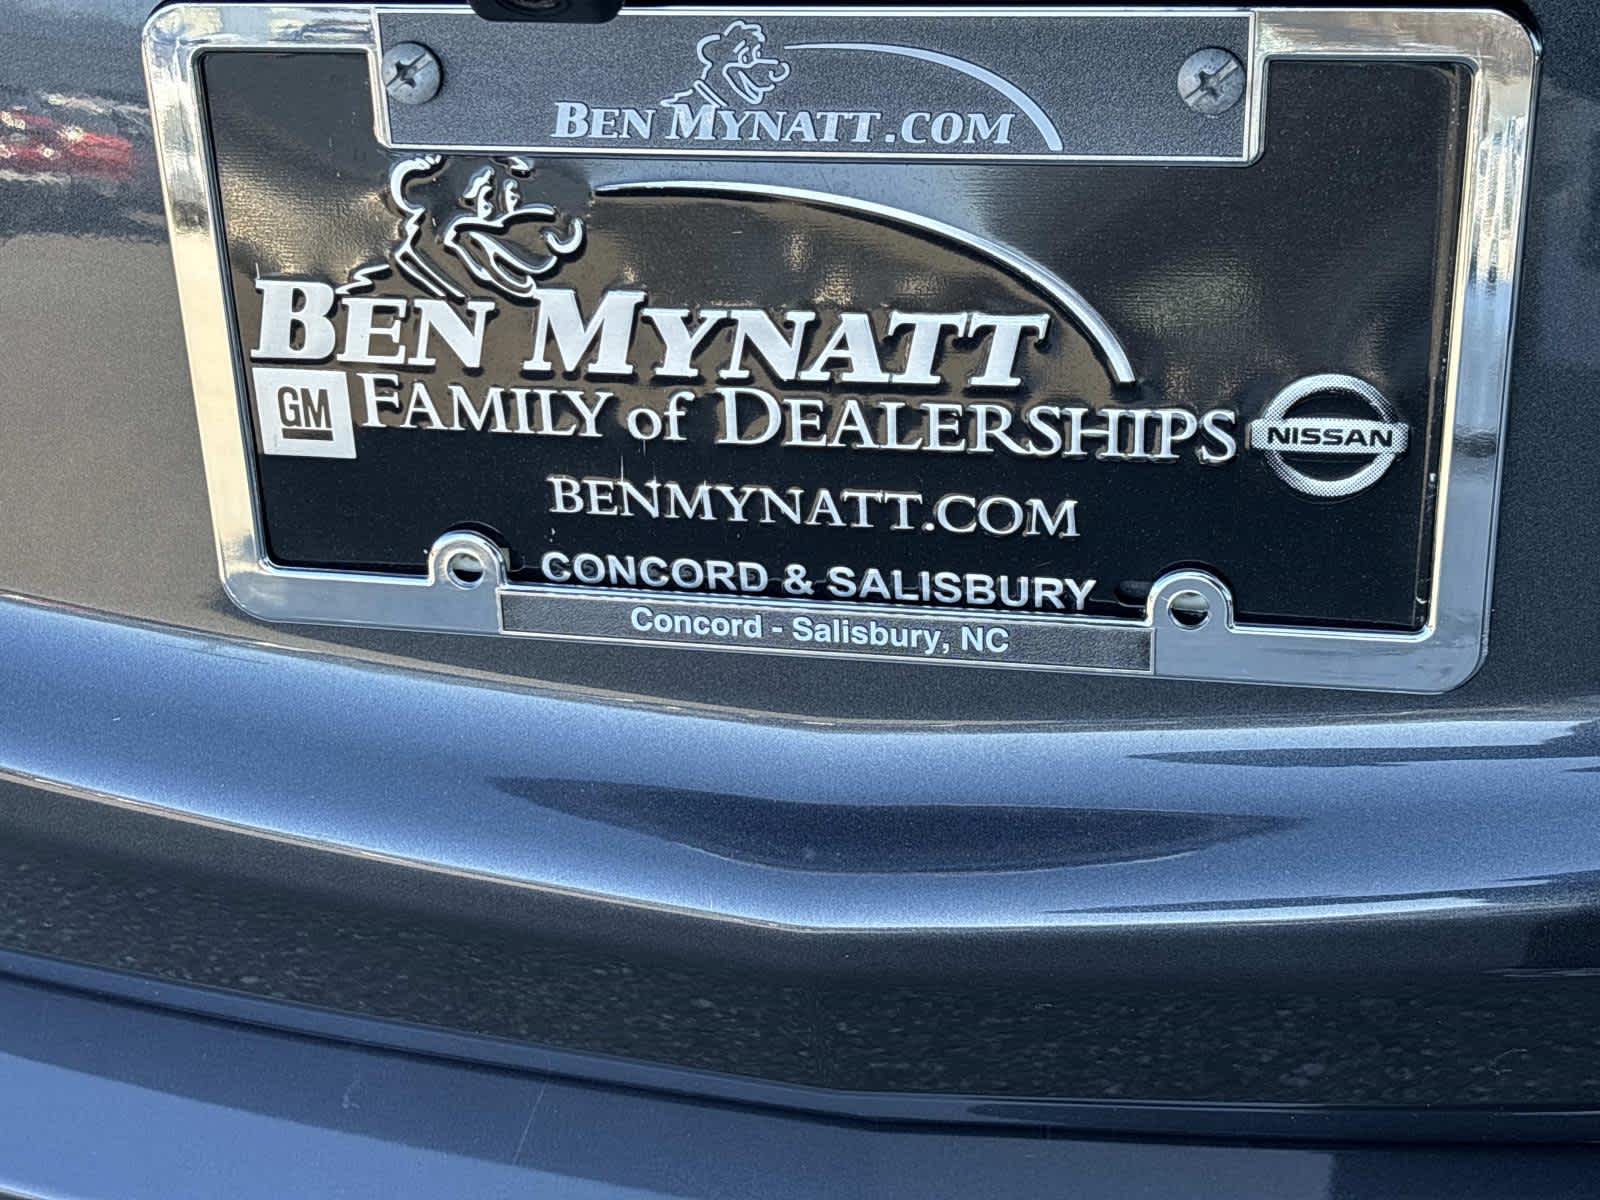 BEN MYNATT.COM
BEN MYNATT
GM FAMILY of DEALERSHIPS NISSAN
BENMYNATT.COM
CONCORD & SALISBURY
Concord - Salisbury, NC